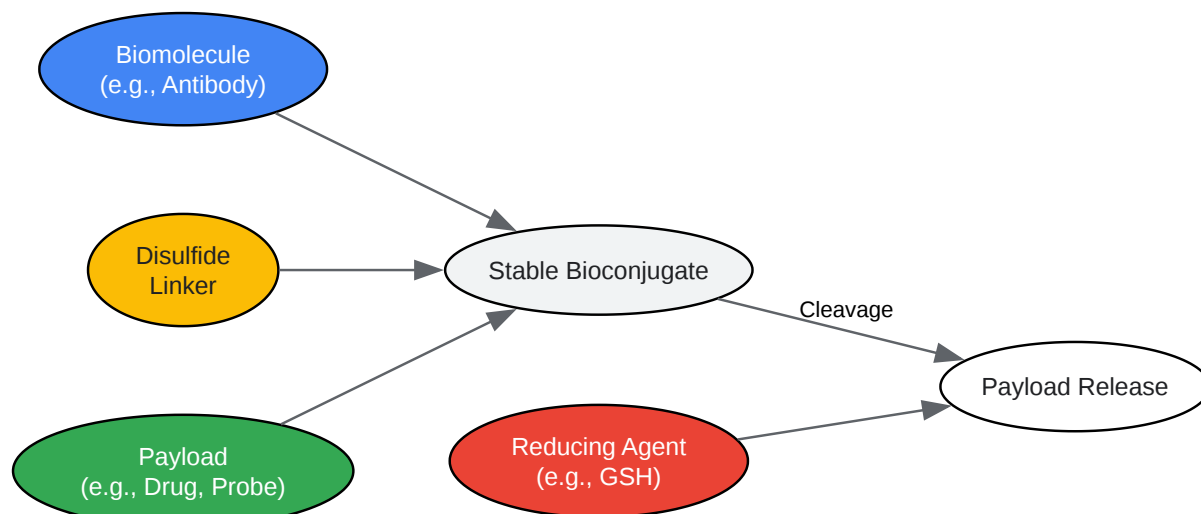 Biomolecule
(e.g., Antibody)
Disulfide
Linker
Stable Bioconjugate
Cleavage
Payload Release
Payload
(e.g., Drug, Probe)
Reducing Agent
(e.g., GSH)